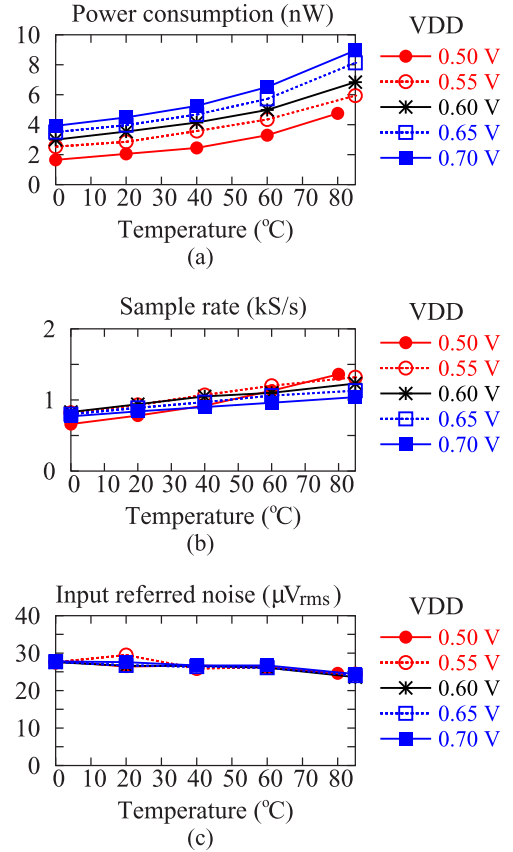 Power consumption (nW)
VDD
10
8
6
4
2
0
0 10 20 30 40 50 60 70 80
Temperature (°C)
(a)
0.50 V
0.55 V
0.60 V
0.65 V
0.70 V
Sample rate (kS/s)
VDD
2
1
0
0 10 20 30 40 50 60 70 80
Temperature (°C)
(b)
0.50 V
0.55 V
0.60 V
0.65 V
0.70 V
Input referred noise (μVrms)
VDD
40
30
20
10
0
0 10 20 30 40 50 60 70 80
Temperature (°C)
(c)
0.50 V
0.55 V
0.60 V
0.65 V
0.70 V